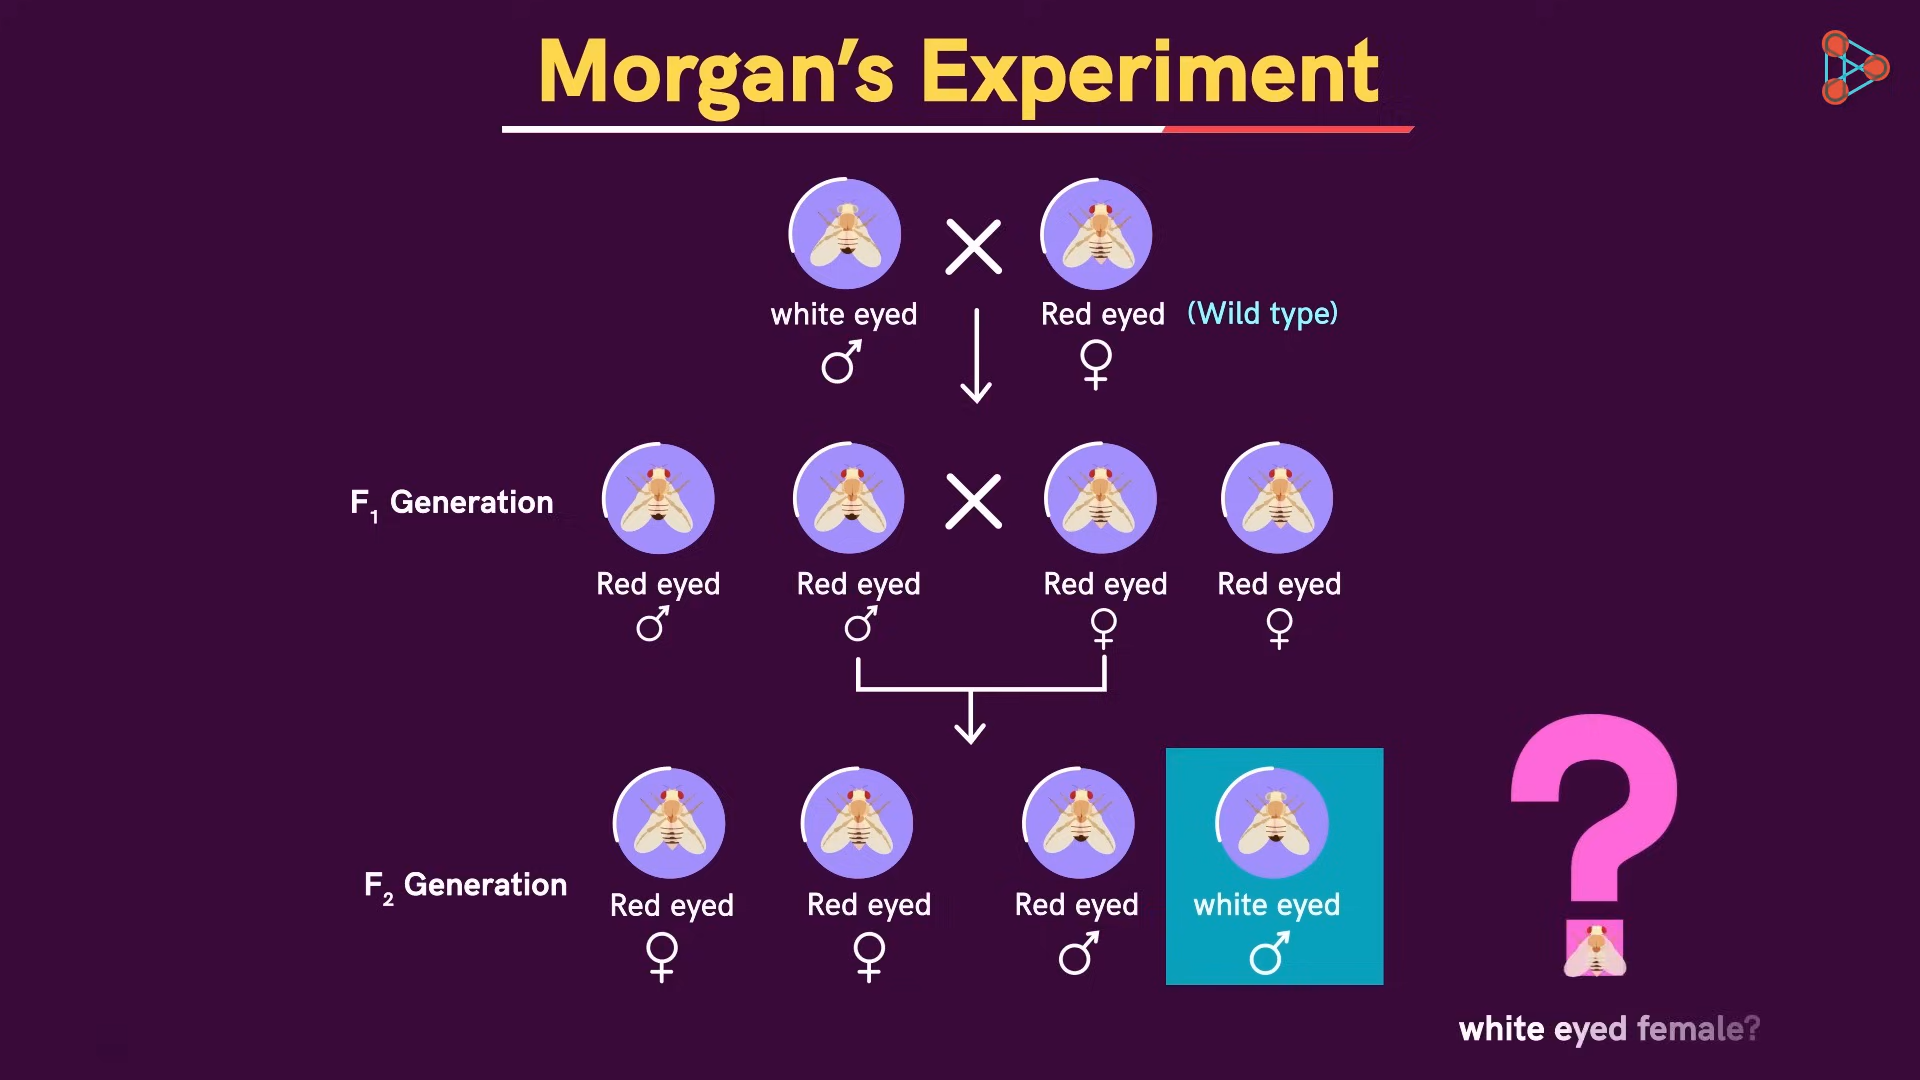 Morgan’s Experiment
white eyed Red eyed (Wild type)
♂ ♀
F₁ Generation
Red eyed Red eyed Red eyed Red eyed
♂ ♂ ♀ ♀
F₂ Generation
Red eyed Red eyed Red eyed white eyed
♀ ♀ ♂ ♂
?
white eyed female?